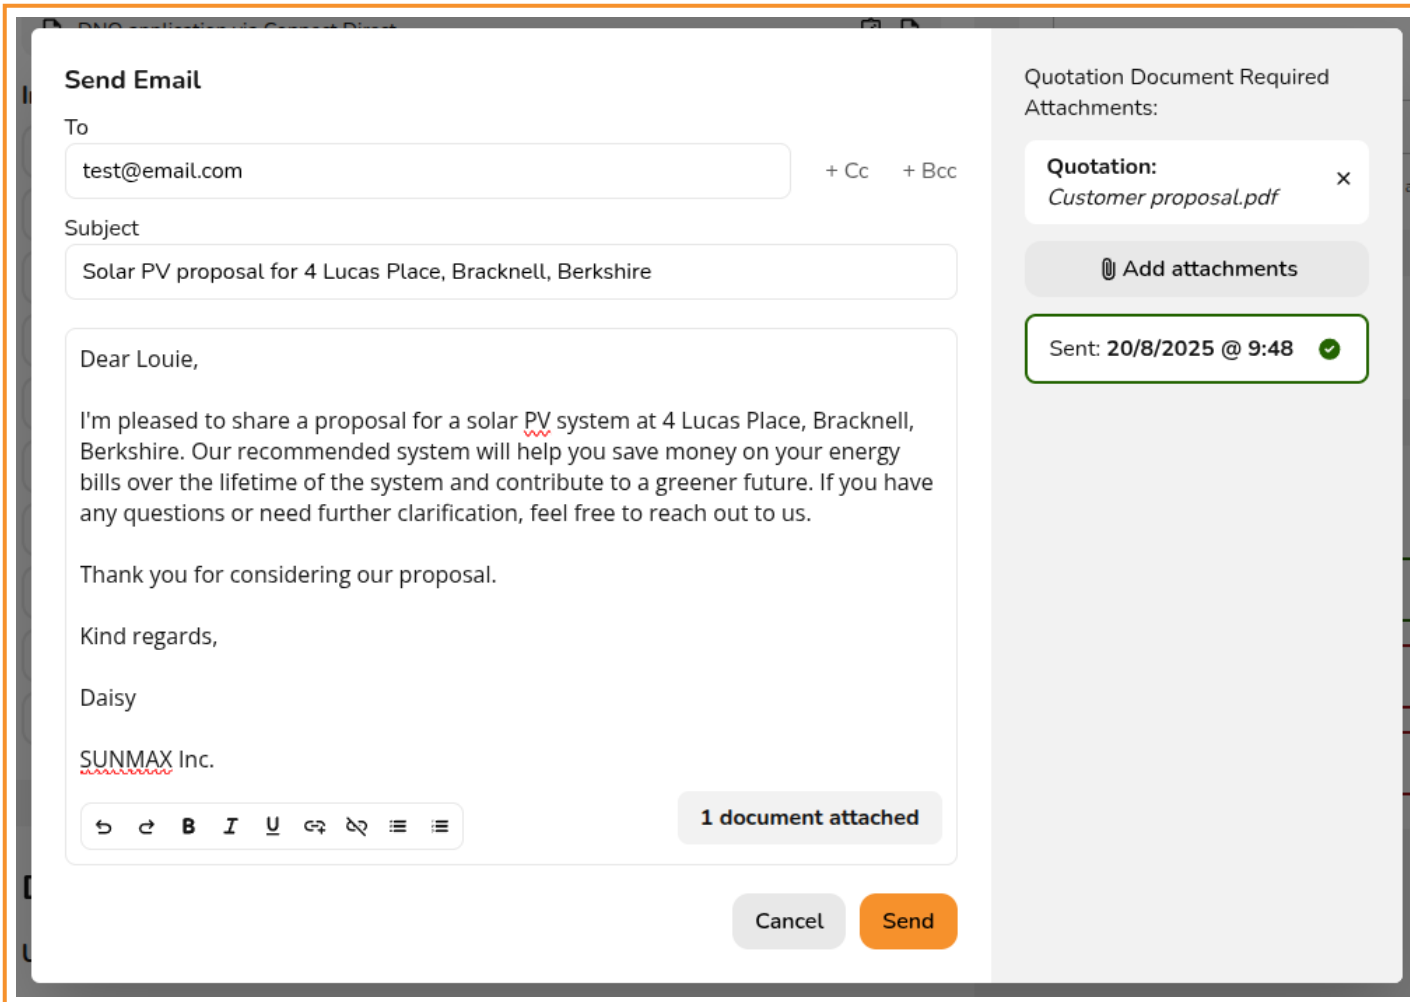 DNO application via Connect Direct
Send Email
To
test@email.com
+ Cc
+ Bcc
Subject
Solar PV proposal for 4 Lucas Place, Bracknell, Berkshire
Dear Louie,
I'm pleased to share a proposal for a solar PV system at 4 Lucas Place, Bracknell,
Berkshire. Our recommended system will help you save money on your energy
bills over the lifetime of the system and contribute to a greener future. If you have
any questions or need further clarification, feel free to reach out to us.
Thank you for considering our proposal.
Kind regards,
Daisy
SUNMAX Inc.
B I U
1 document attached
Cancel
Send
Quotation Document Required
Attachments:
Quotation:
Customer proposal.pdf
Add attachments
Sent: 20/8/2025 @ 9:48